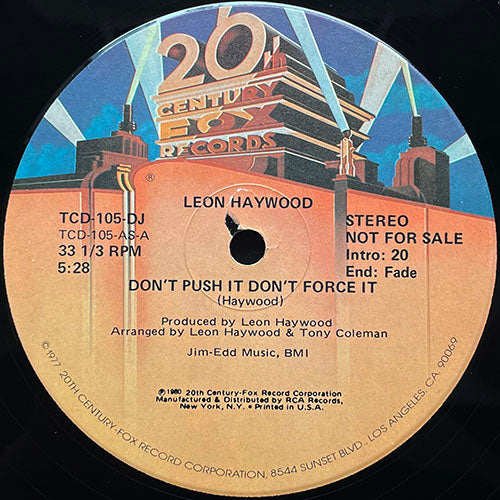 20th
CENTURY
FOX
RECORDS
®
LEON HAYWOOD
TCD-105-DJ
TCD-105-AS-A
33 1/3 RPM
5:28
STEREO
NOT FOR SALE
Intro: 20
End: Fade
DON'T PUSH IT DON'T FORCE IT
(Haywood)
Produced by Leon Haywood
Arranged by Leon Haywood & Tony Coleman
Jim-Edd Music, BMI
℗1980 20th Century-Fox Record Corporation
Manufactured & Distributed by RCA Records,
New York, N.Y. • Printed in U.S.A.
©1977 20TH CENTURY-FOX RECORD CORPORATION, 8544 SUNSET BLVD., LOS ANGELES, CA 90069